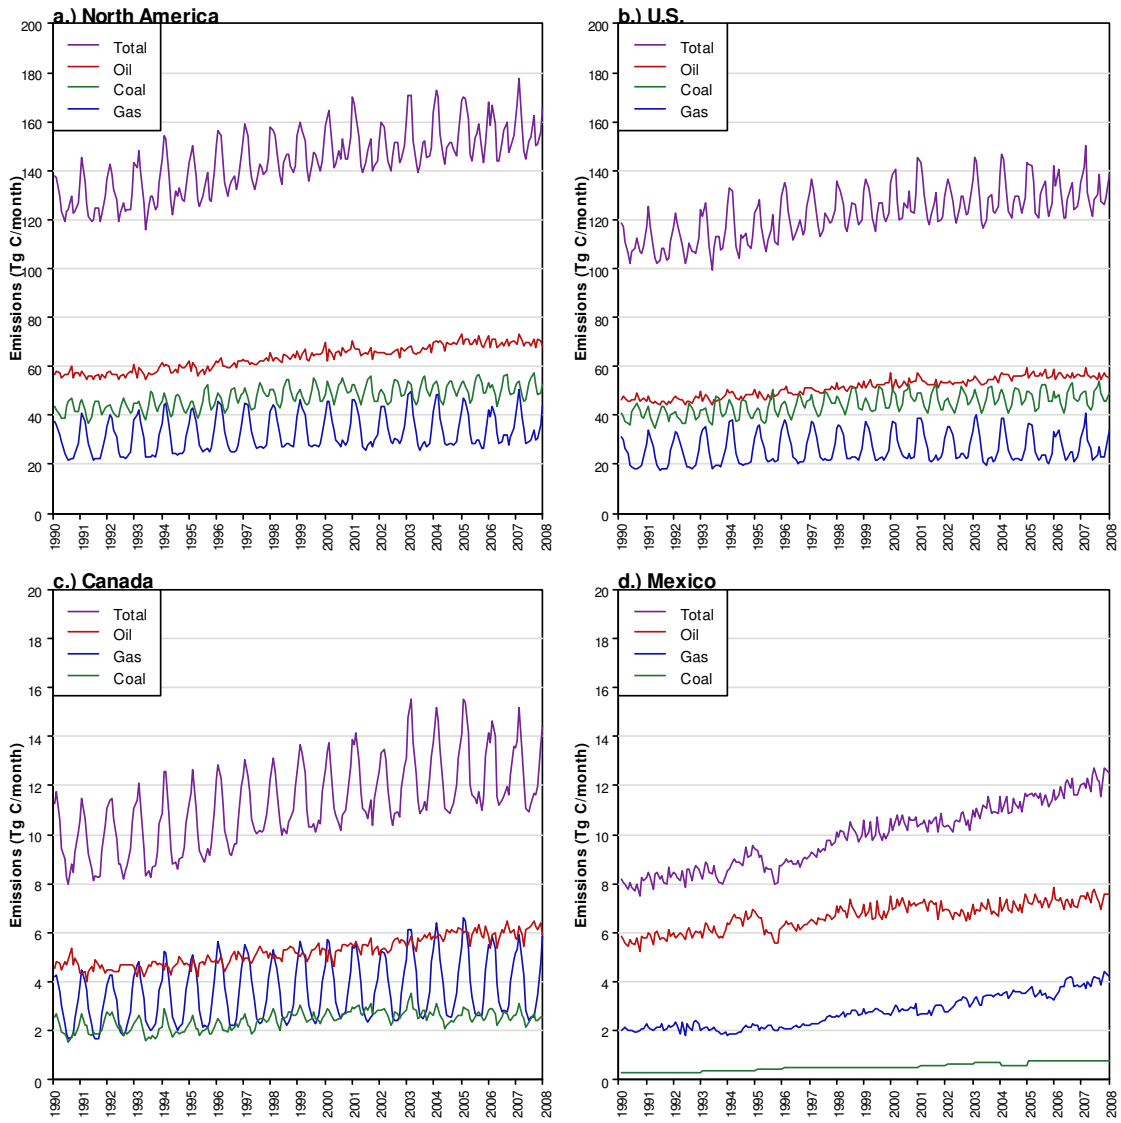 a.) North America
Total
Oil
Coal
Gas
Emissions (Tg C/month)
200
180
160
140
120
100
80
60
40
20
0
1990 1991 1992 1993 1994 1995 1996 1997 1998 1999 2000 2001 2002 2003 2004 2005 2006 2007 2008
b.) U.S.
Total
Oil
Coal
Gas
Emissions (Tg C/month)
200
180
160
140
120
100
80
60
40
20
0
1990 1991 1992 1993 1994 1995 1996 1997 1998 1999 2000 2001 2002 2003 2004 2005 2006 2007 2008
c.) Canada
Total
Oil
Gas
Coal
Emissions (Tg C/month)
20
18
16
14
12
10
8
6
4
2
0
1990 1991 1992 1993 1994 1995 1996 1997 1998 1999 2000 2001 2002 2003 2004 2005 2006 2007 2008
d.) Mexico
Total
Oil
Gas
Coal
Emissions (Tg C/month)
20
18
16
14
12
10
8
6
4
2
0
1990 1991 1992 1993 1994 1995 1996 1997 1998 1999 2000 2001 2002 2003 2004 2005 2006 2007 2008